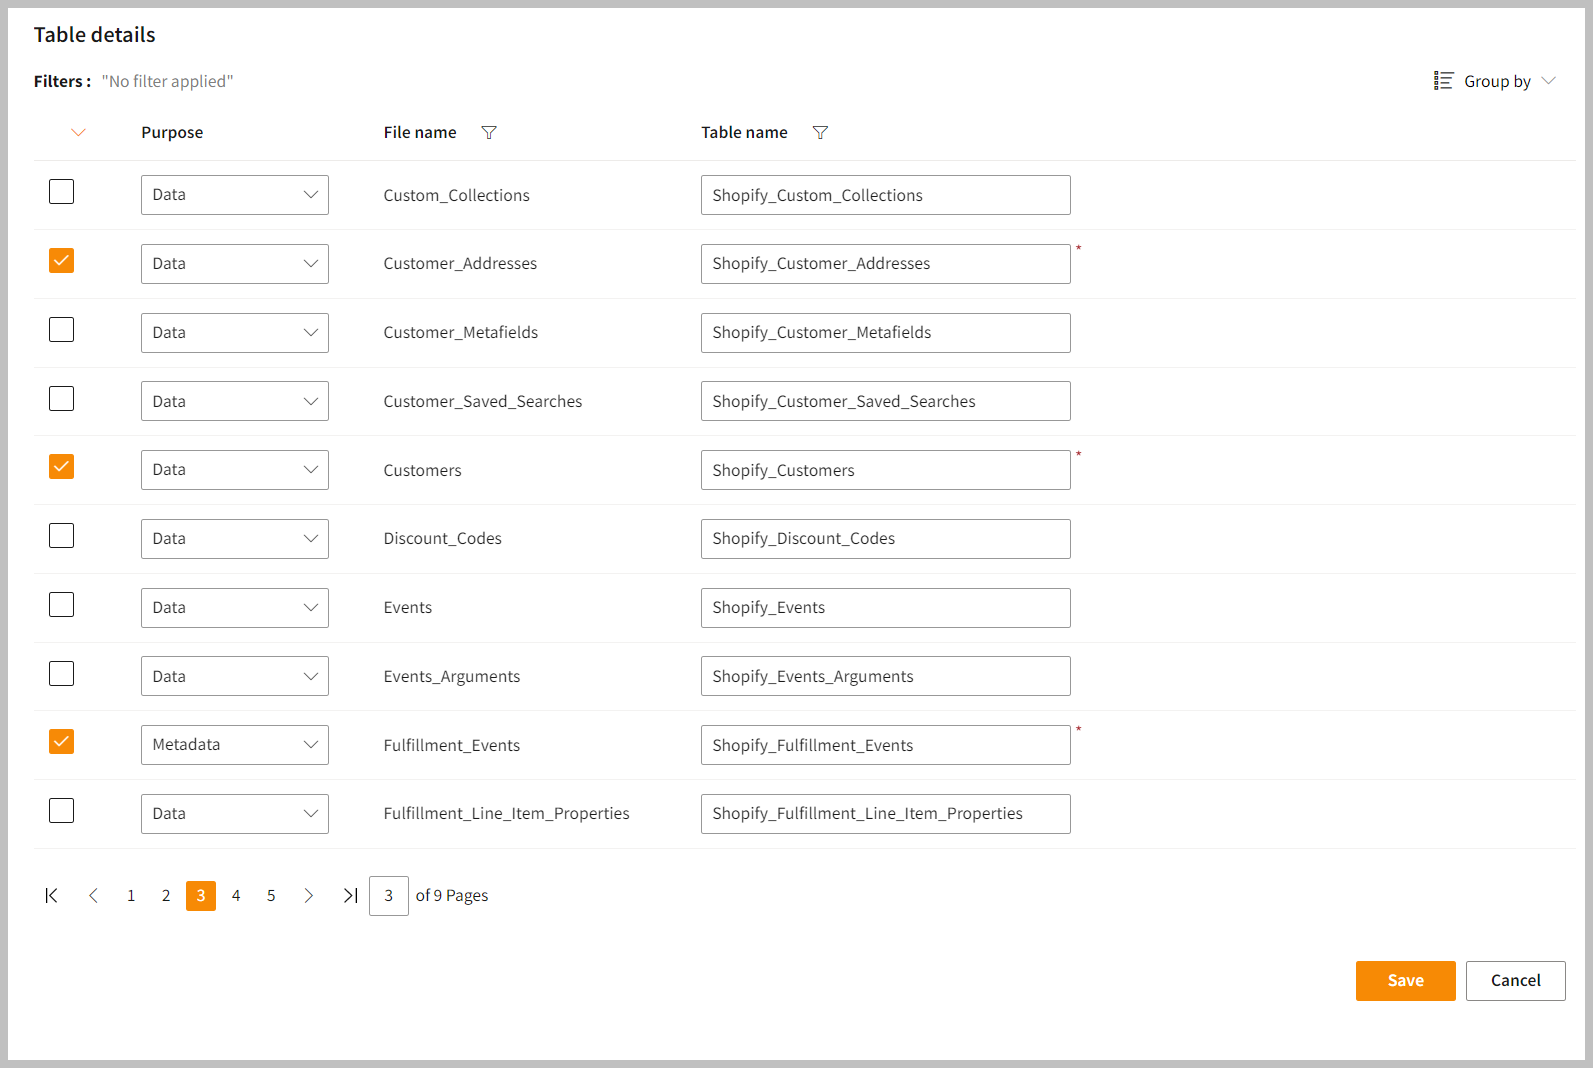 Table details
Filters : "No filter applied"
Group by
Purpose File name Table name
Data Custom_Collections Shopify_Custom_Collections
Data Customer_Addresses Shopify_Customer_Addresses *
Data Customer_Metafields Shopify_Customer_Metafields
Data Customer_Saved_Searches Shopify_Customer_Saved_Searches
Data Customers Shopify_Customers *
Data Discount_Codes Shopify_Discount_Codes
Data Events Shopify_Events
Data Events_Arguments Shopify_Events_Arguments
Metadata Fulfillment_Events Shopify_Fulfillment_Events *
Data Fulfillment_Line_Item_Properties Shopify_Fulfillment_Line_Item_Properties
1 2 3 4 5 3 of 9 Pages
Save Cancel